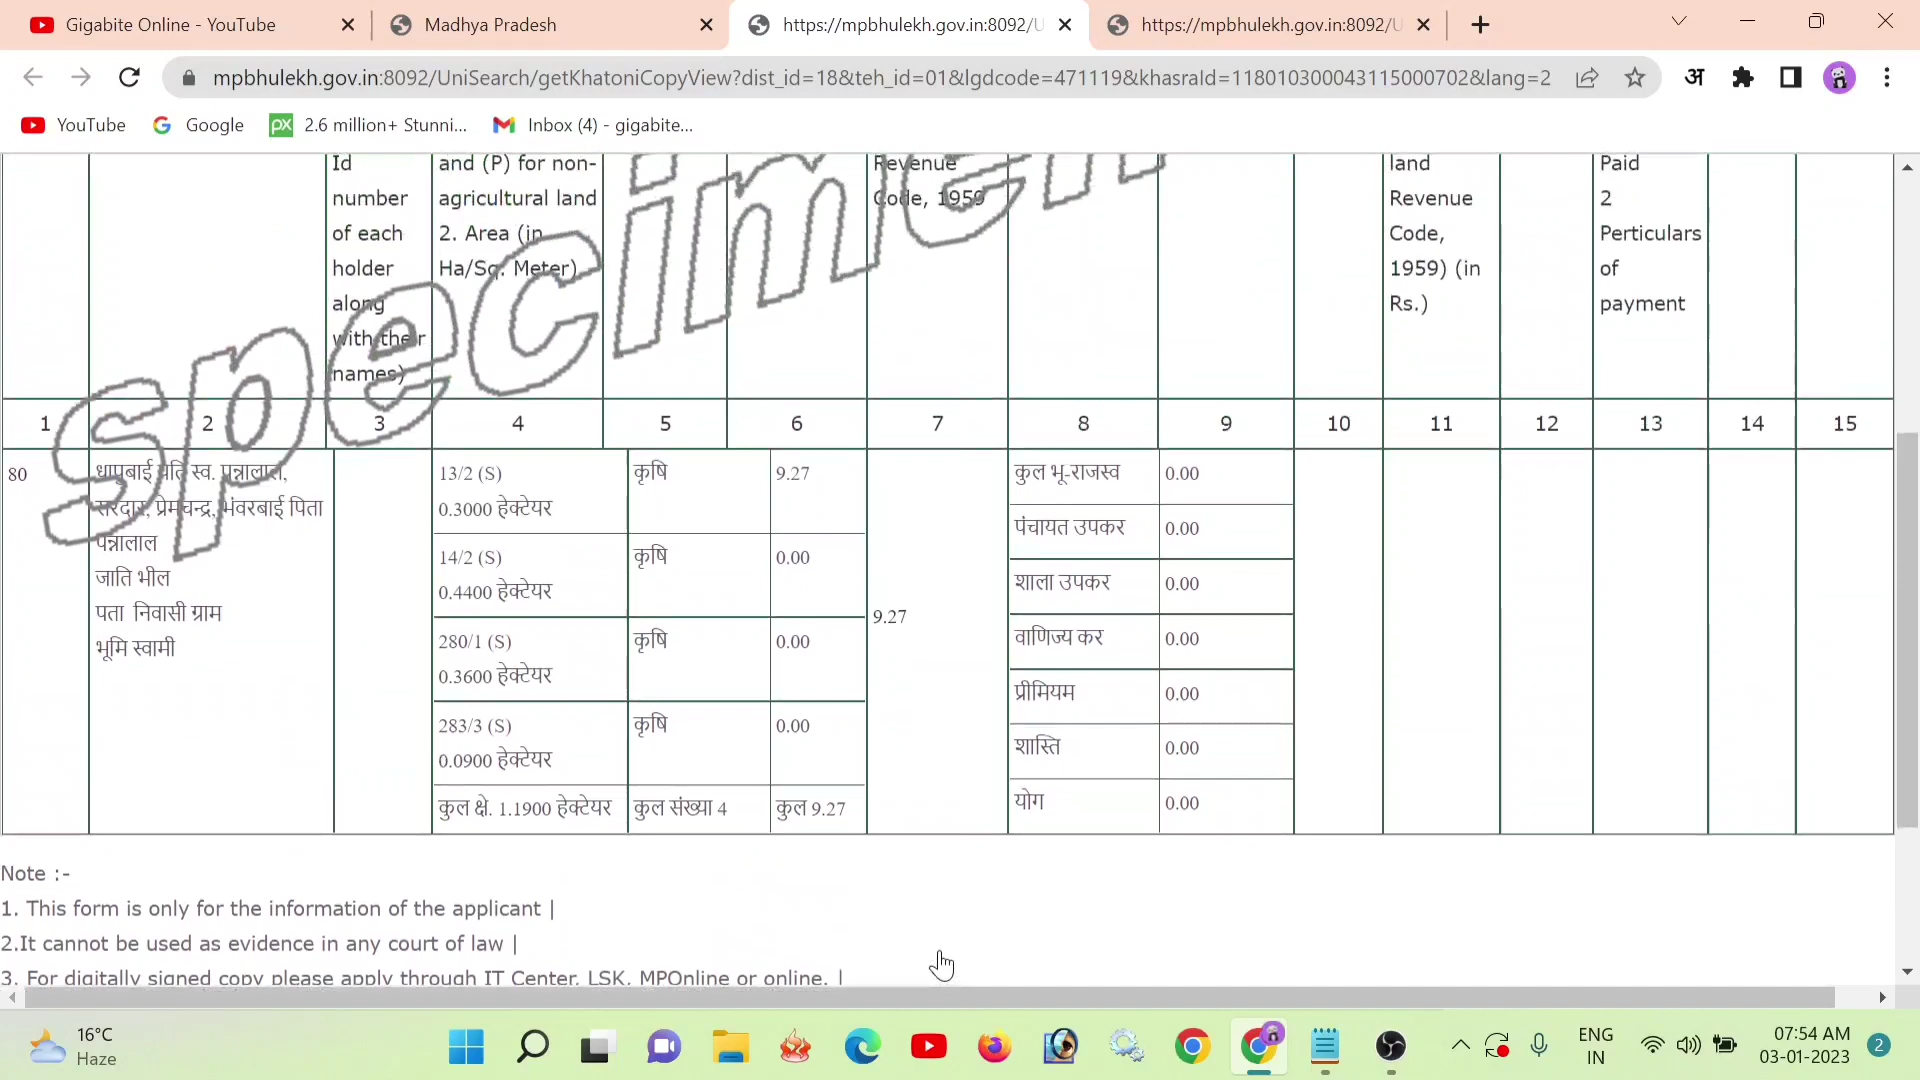 Gigabite Online - YouTube
Madhya Pradesh
https://mpbhulekh.gov.in:8092/U
https://mpbhulekh.gov.in:8092/U
mpbhulekh.gov.in:8092/UniSearch/getKhatoniCopyView?dist_id=18&teh_id=01&lgdcode=471119&khasraId=118010300043115000702&lang=2
अ
YouTube
Google
px
2.6 million+ Stunni...
Inbox (4) - gigabite...
Id
number
of each
holder
along
with their
names)
and (P) for non-
agricultural land
2. Area (in
Ha/Sq. Meter)
Revenue
Code, 1959
land
Revenue
Code,
1959) (in
Rs.)
Paid
2
Perticulars
of
payment
specimen
1 2 3 4 5 6 7 8 9 10 11 12 13 14 15
80
धापुबाई पति स्व. पन्नालाल,
सरदार, प्रेमचन्द्र, भंवरबाई पिता
पन्नालाल
जाति भील
पता निवासी ग्राम
भूमि स्वामी
13/2 (S)
0.3000 हेक्टेयर
कृषि
9.27
14/2 (S)
0.4400 हेक्टेयर
कृषि
0.00
280/1 (S)
0.3600 हेक्टेयर
कृषि
0.00
283/3 (S)
0.0900 हेक्टेयर
कृषि
0.00
कुल क्षे. 1.1900 हेक्टेयर
कुल संख्या 4
कुल 9.27
9.27
कुल भू-राजस्व 0.00
पंचायत उपकर 0.00
शाला उपकर 0.00
वाणिज्य कर 0.00
प्रीमियम 0.00
शास्ति 0.00
योग 0.00
Note :-
1. This form is only for the information of the applicant |
2.It cannot be used as evidence in any court of law |
3. For digitally signed copy please apply through IT Center, LSK, MPOnline or online. |
16°C
Haze
ENG
IN
07:54 AM
03-01-2023
2